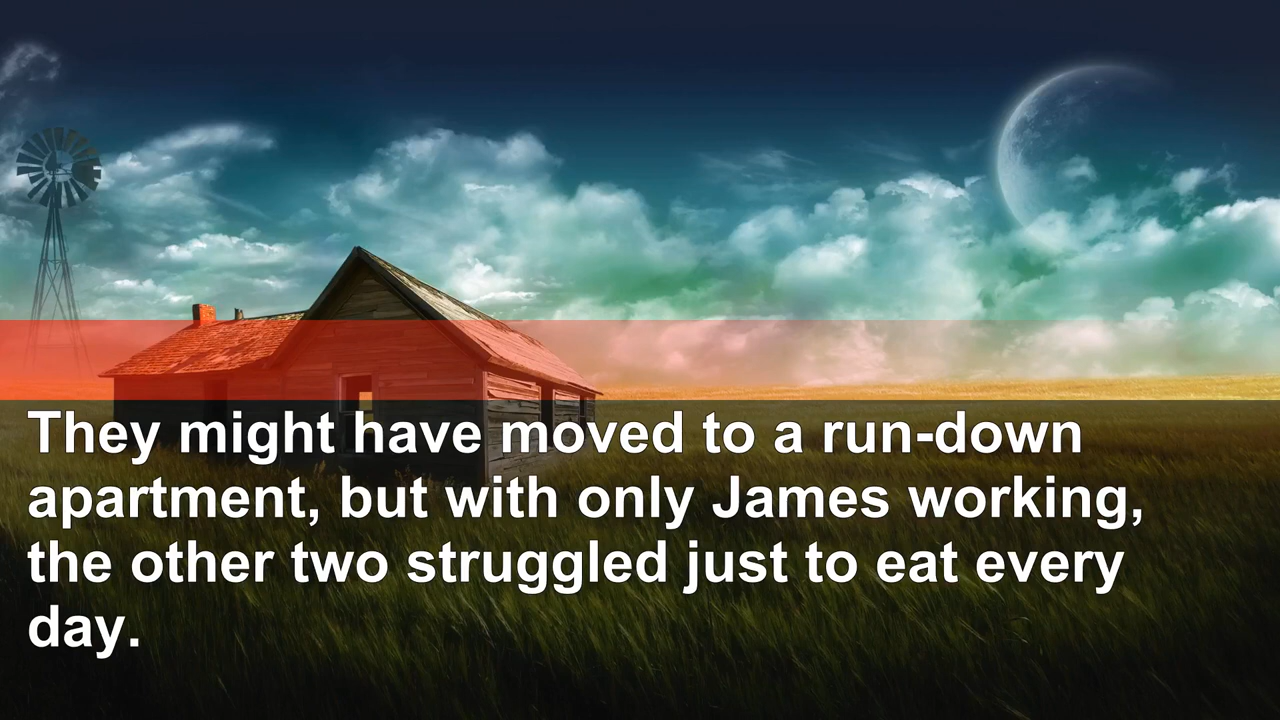 They might have moved to a run-down
apartment, but with only James working,
the other two struggled just to eat every
day.